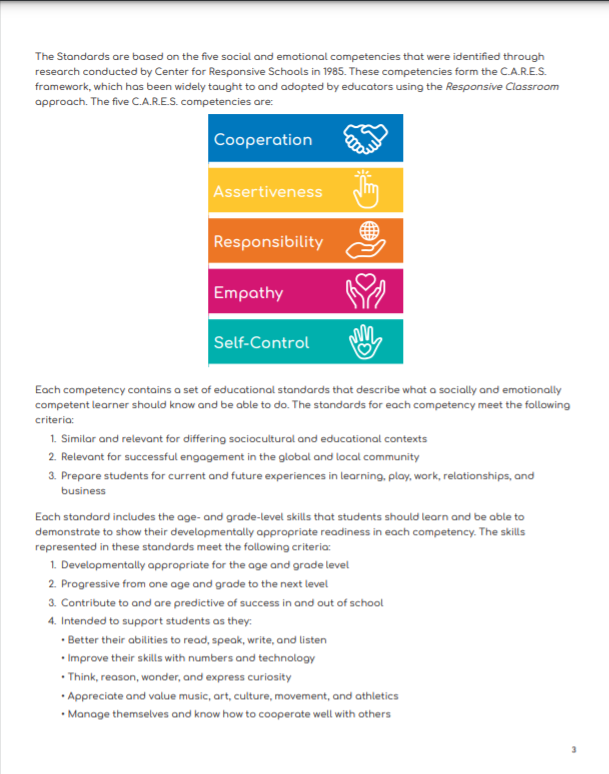 The Standards are based on the five social and emotional competencies that were identified through
research conducted by Center for Responsive Schools in 1985. These competencies form the C.A.R.E.S.
framework, which has been widely taught to and adopted by educators using the Responsive Classroom
approach. The five C.A.R.E.S. competencies are:
Cooperation
Assertiveness
Responsibility
Empathy
Self-Control
Each competency contains a set of educational standards that describe what a socially and emotionally
competent learner should know and be able to do. The standards for each competency meet the following
criteria:
1. Similar and relevant for differing sociocultural and educational contexts
2. Relevant for successful engagement in the global and local community
3. Prepare students for current and future experiences in learning, play, work, relationships, and
business
Each standard includes the age- and grade-level skills that students should learn and be able to
demonstrate to show their developmentally appropriate readiness in each competency. The skills
represented in these standards meet the following criteria:
1. Developmentally appropriate for the age and grade level
2. Progressive from one age and grade to the next level
3. Contribute to and are predictive of success in and out of school
4. Intended to support students as they:
• Better their abilities to read, speak, write, and listen
• Improve their skills with numbers and technology
• Think, reason, wonder, and express curiosity
• Appreciate and value music, art, culture, movement, and athletics
• Manage themselves and know how to cooperate well with others
3